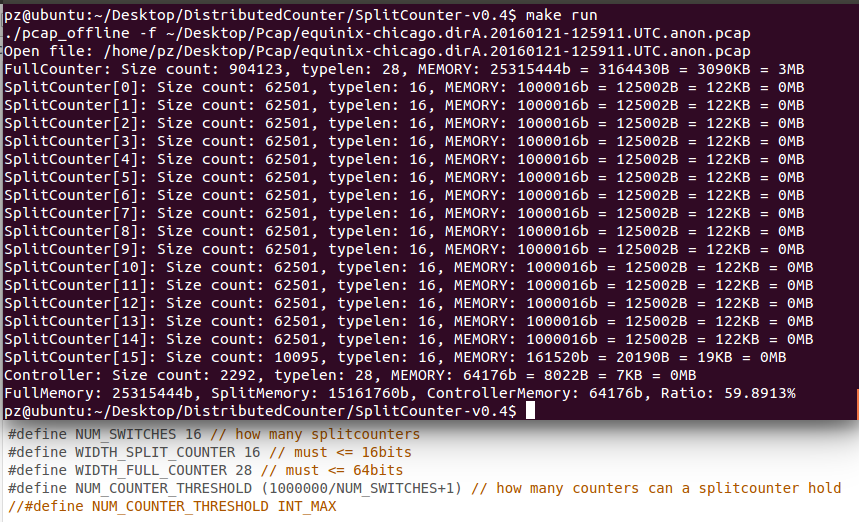 pz@ubuntu:~/Desktop/DistributedCounter/SplitCounter-v0.4$ make run
./pcap_offline -f ~/Desktop/Pcap/equinix-chicago.dirA.20160121-125911.UTC.anon.pcap
Open file: /home/pz/Desktop/Pcap/equinix-chicago.dirA.20160121-125911.UTC.anon.pcap
FullCounter: Size count: 904123, typelen: 28, MEMORY: 25315444b = 3164430B = 3090KB = 3MB
SplitCounter[0]: Size count: 62501, typelen: 16, MEMORY: 1000016b = 125002B = 122KB = 0MB
SplitCounter[1]: Size count: 62501, typelen: 16, MEMORY: 1000016b = 125002B = 122KB = 0MB
SplitCounter[2]: Size count: 62501, typelen: 16, MEMORY: 1000016b = 125002B = 122KB = 0MB
SplitCounter[3]: Size count: 62501, typelen: 16, MEMORY: 1000016b = 125002B = 122KB = 0MB
SplitCounter[4]: Size count: 62501, typelen: 16, MEMORY: 1000016b = 125002B = 122KB = 0MB
SplitCounter[5]: Size count: 62501, typelen: 16, MEMORY: 1000016b = 125002B = 122KB = 0MB
SplitCounter[6]: Size count: 62501, typelen: 16, MEMORY: 1000016b = 125002B = 122KB = 0MB
SplitCounter[7]: Size count: 62501, typelen: 16, MEMORY: 1000016b = 125002B = 122KB = 0MB
SplitCounter[8]: Size count: 62501, typelen: 16, MEMORY: 1000016b = 125002B = 122KB = 0MB
SplitCounter[9]: Size count: 62501, typelen: 16, MEMORY: 1000016b = 125002B = 122KB = 0MB
SplitCounter[10]: Size count: 62501, typelen: 16, MEMORY: 1000016b = 125002B = 122KB = 0MB
SplitCounter[11]: Size count: 62501, typelen: 16, MEMORY: 1000016b = 125002B = 122KB = 0MB
SplitCounter[12]: Size count: 62501, typelen: 16, MEMORY: 1000016b = 125002B = 122KB = 0MB
SplitCounter[13]: Size count: 62501, typelen: 16, MEMORY: 1000016b = 125002B = 122KB = 0MB
SplitCounter[14]: Size count: 62501, typelen: 16, MEMORY: 1000016b = 125002B = 122KB = 0MB
SplitCounter[15]: Size count: 10095, typelen: 16, MEMORY: 161520b = 20190B = 19KB = 0MB
Controller: Size count: 2292, typelen: 28, MEMORY: 64176b = 8022B = 7KB = 0MB
FullMemory: 25315444b, SplitMemory: 15161760b, ControllerMemory: 64176b, Ratio: 59.8913%
pz@ubuntu:~/Desktop/DistributedCounter/SplitCounter-v0.4$
#define NUM_SWITCHES 16 // how many splitcounters
#define WIDTH_SPLIT_COUNTER 16 // must <= 16bits
#define WIDTH_FULL_COUNTER 28 // must <= 64bits
#define NUM_COUNTER_THRESHOLD (1000000/NUM_SWITCHES+1) // how many counters can a splitcounter hold
//#define NUM_COUNTER_THRESHOLD INT_MAX